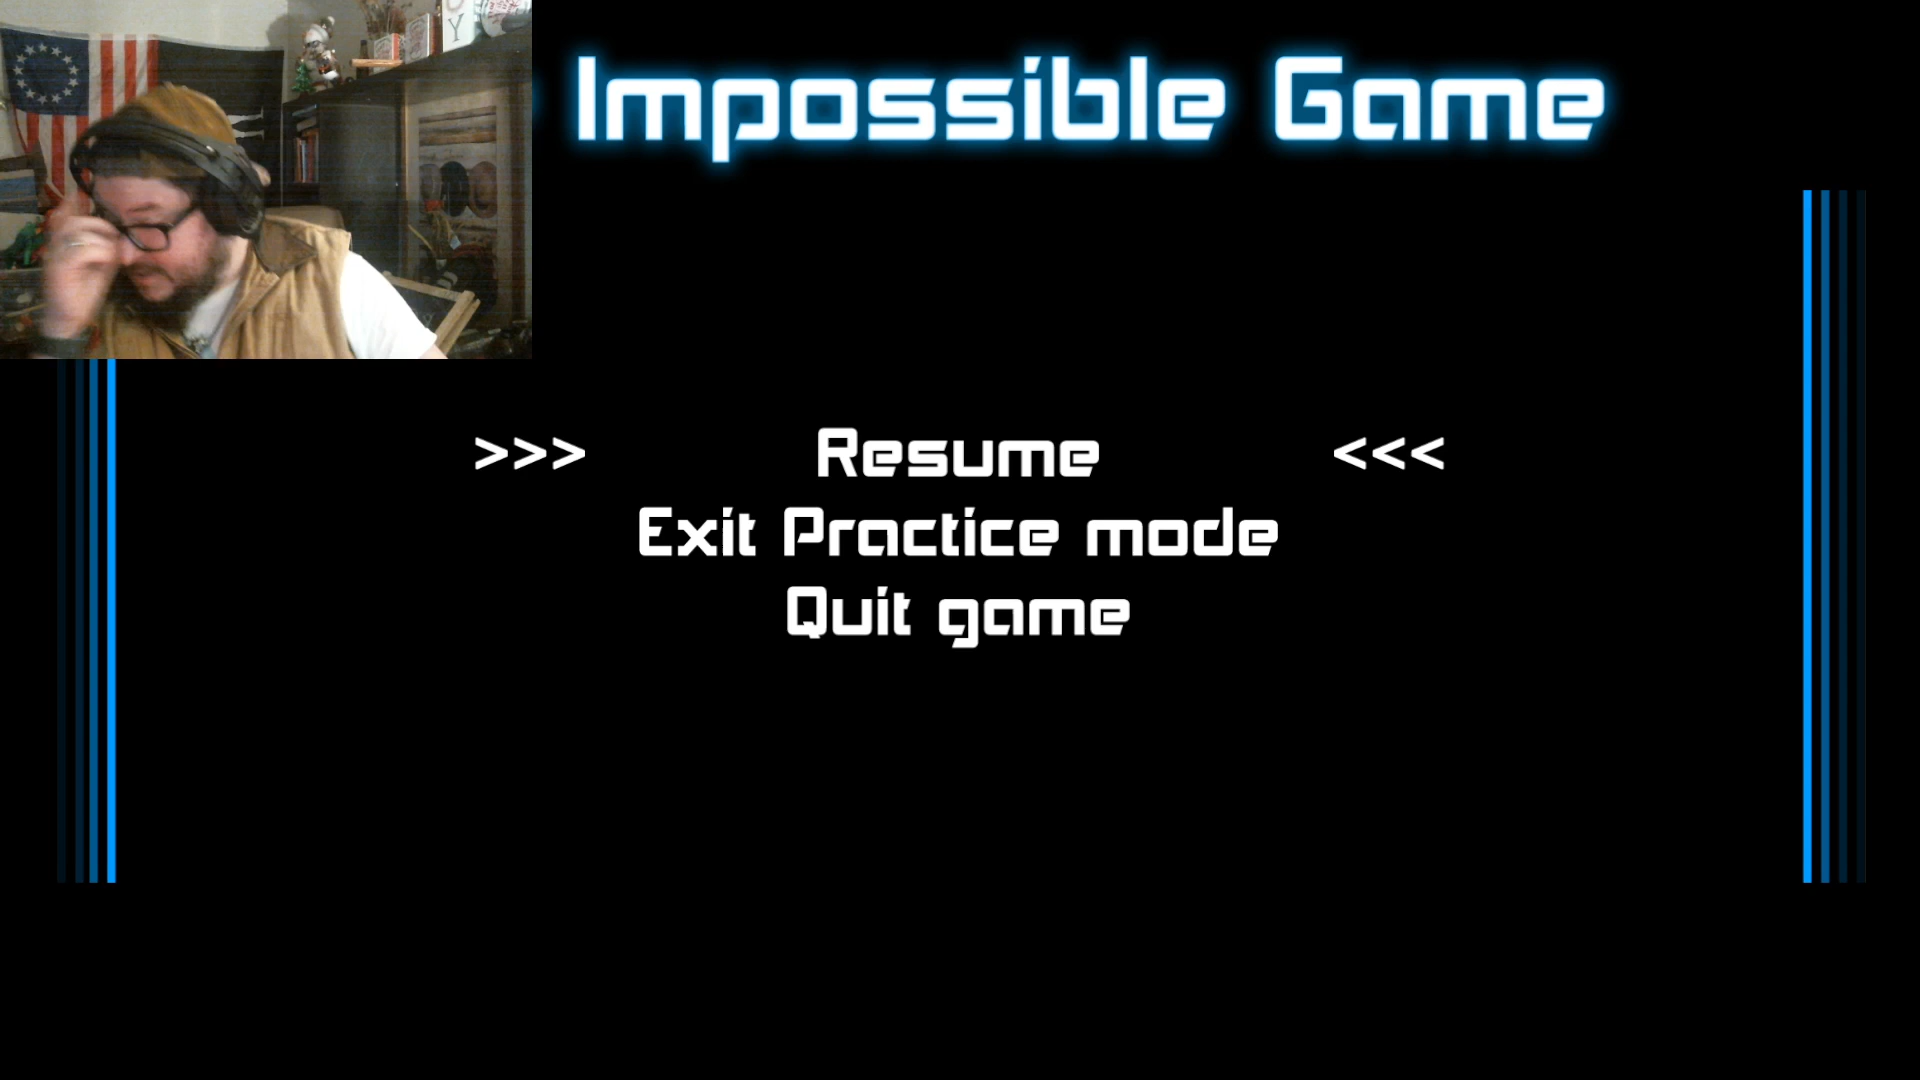 Impossible Game
>>> Resume <<<
Exit Practice mode
Quit game
Y